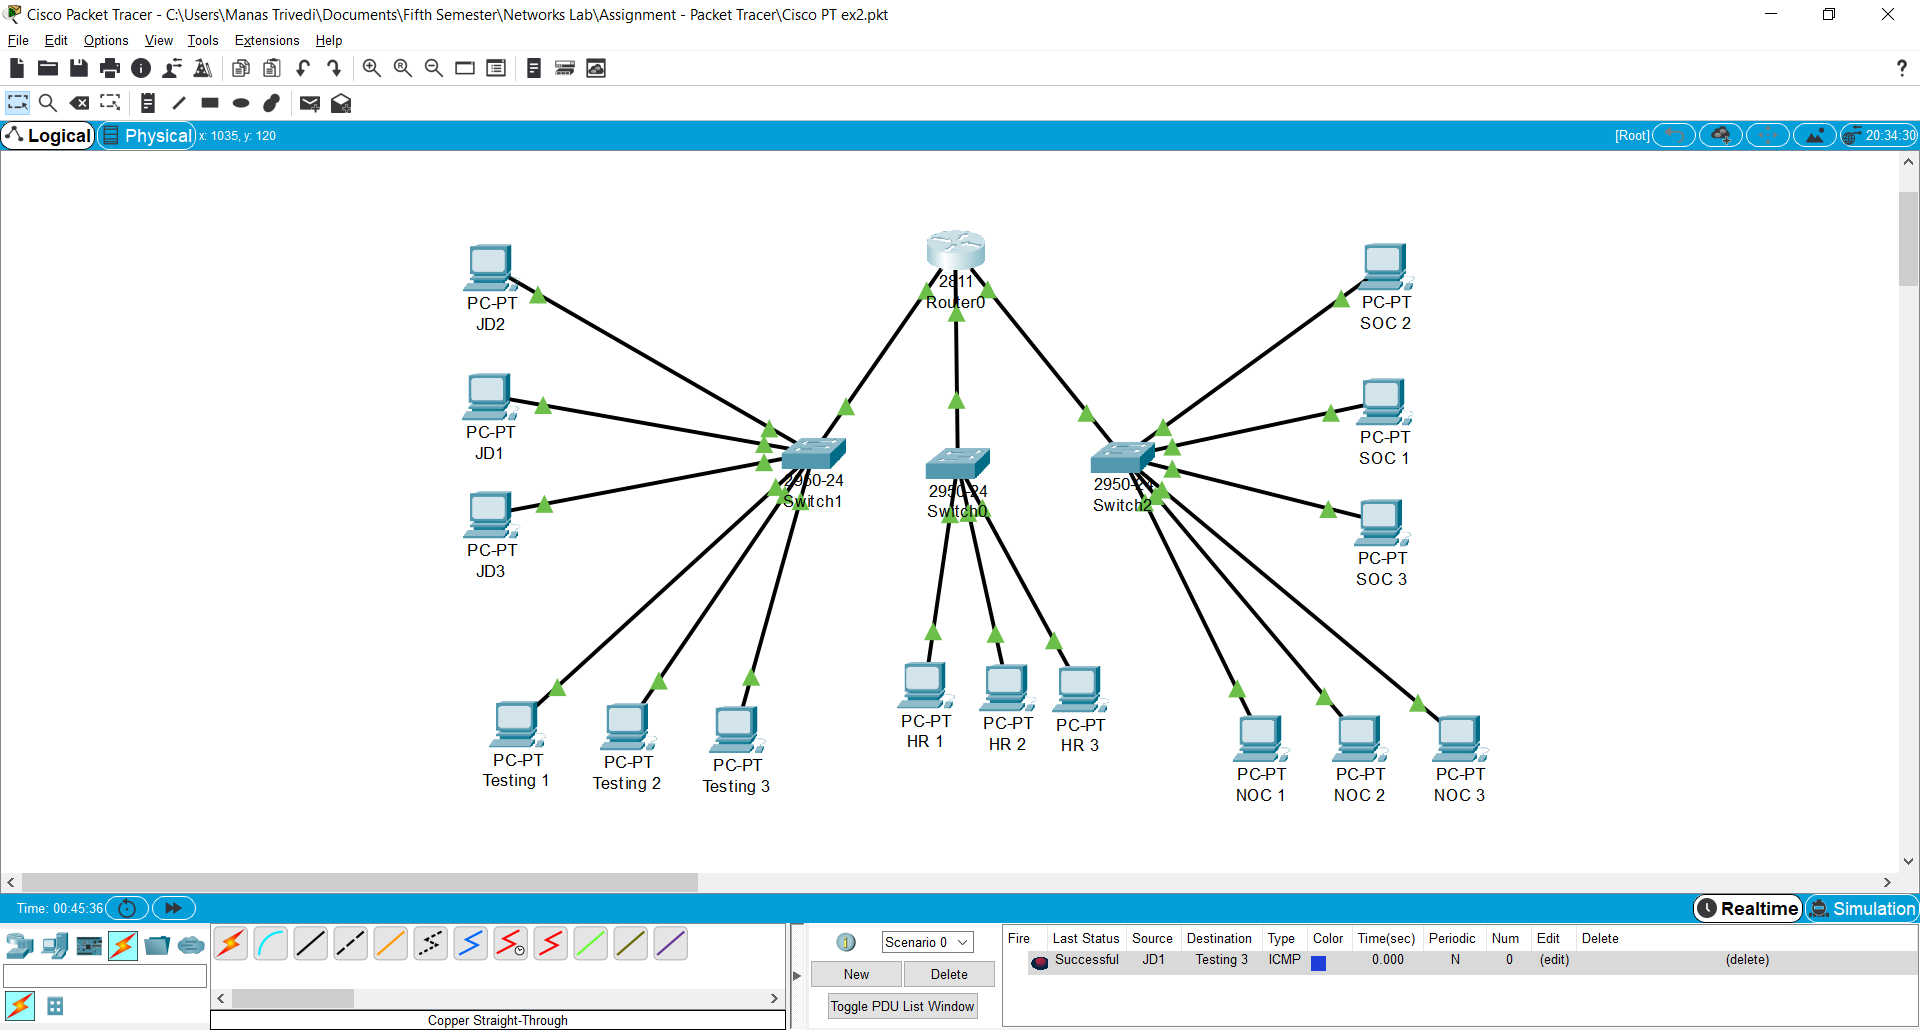 Cisco Packet Tracer - C:\Users\Manas Trivedi\Documents\Fifth Semester\Networks Lab\Assignment - Packet Tracer\Cisco PT ex2.pkt
File Edit Options View Tools Extensions Help
?
Logical Physical x: 1035, y: 120 [Root] 20:34:30
2811
Router0
PC-PT
JD2
PC-PT
JD1
PC-PT
JD3
2950-24
Switch1
2950-24
Switch0
2950-24
Switch2
PC-PT
SOC 2
PC-PT
SOC 1
PC-PT
SOC 3
PC-PT
Testing 1
PC-PT
Testing 2
PC-PT
Testing 3
PC-PT
HR 1
PC-PT
HR 2
PC-PT
HR 3
PC-PT
NOC 1
PC-PT
NOC 2
PC-PT
NOC 3
Time: 00:45:36 Realtime Simulation
Scenario 0
New Delete
Toggle PDU List Window
Fire Last Status Source Destination Type Color Time(sec) Periodic Num Edit Delete
Successful JD1 Testing 3 ICMP 0.000 N 0 (edit) (delete)
Copper Straight-Through